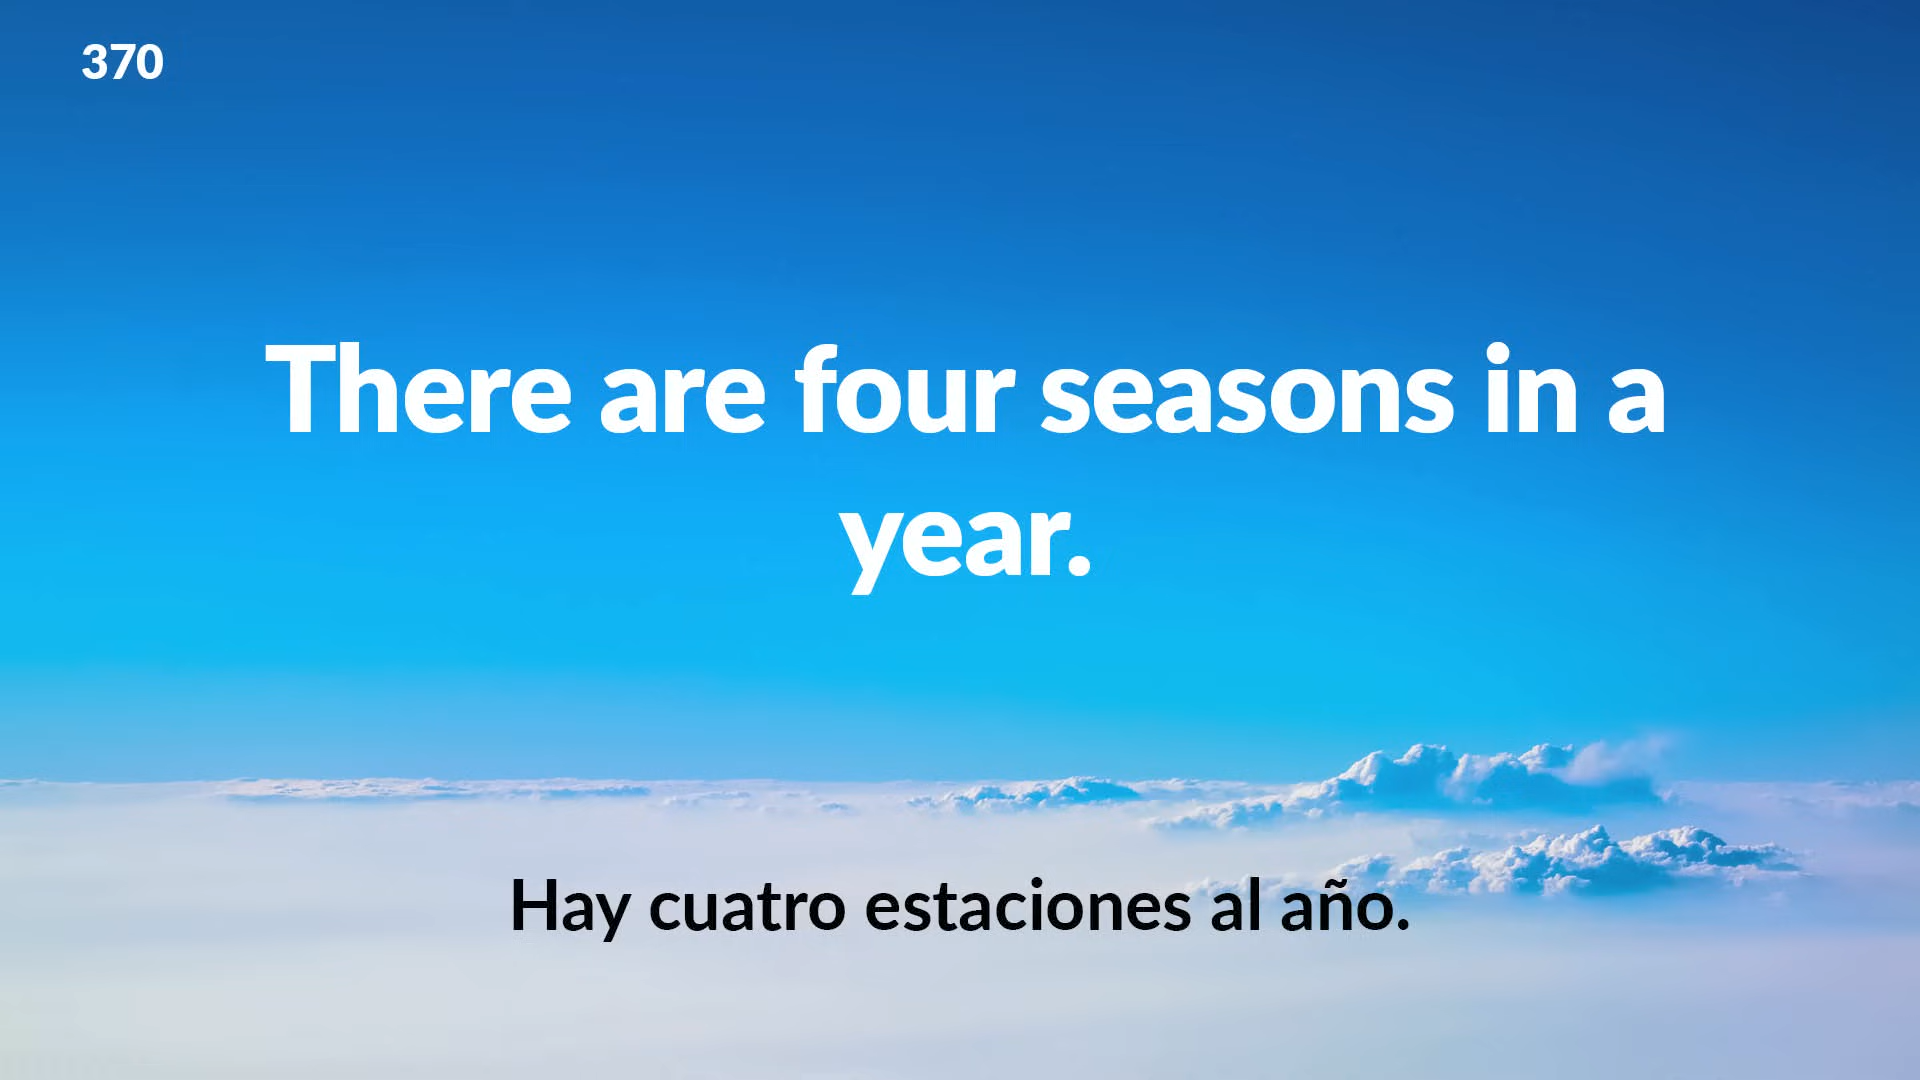 370
There are four seasons in a
year.
Hay cuatro estaciones al año.